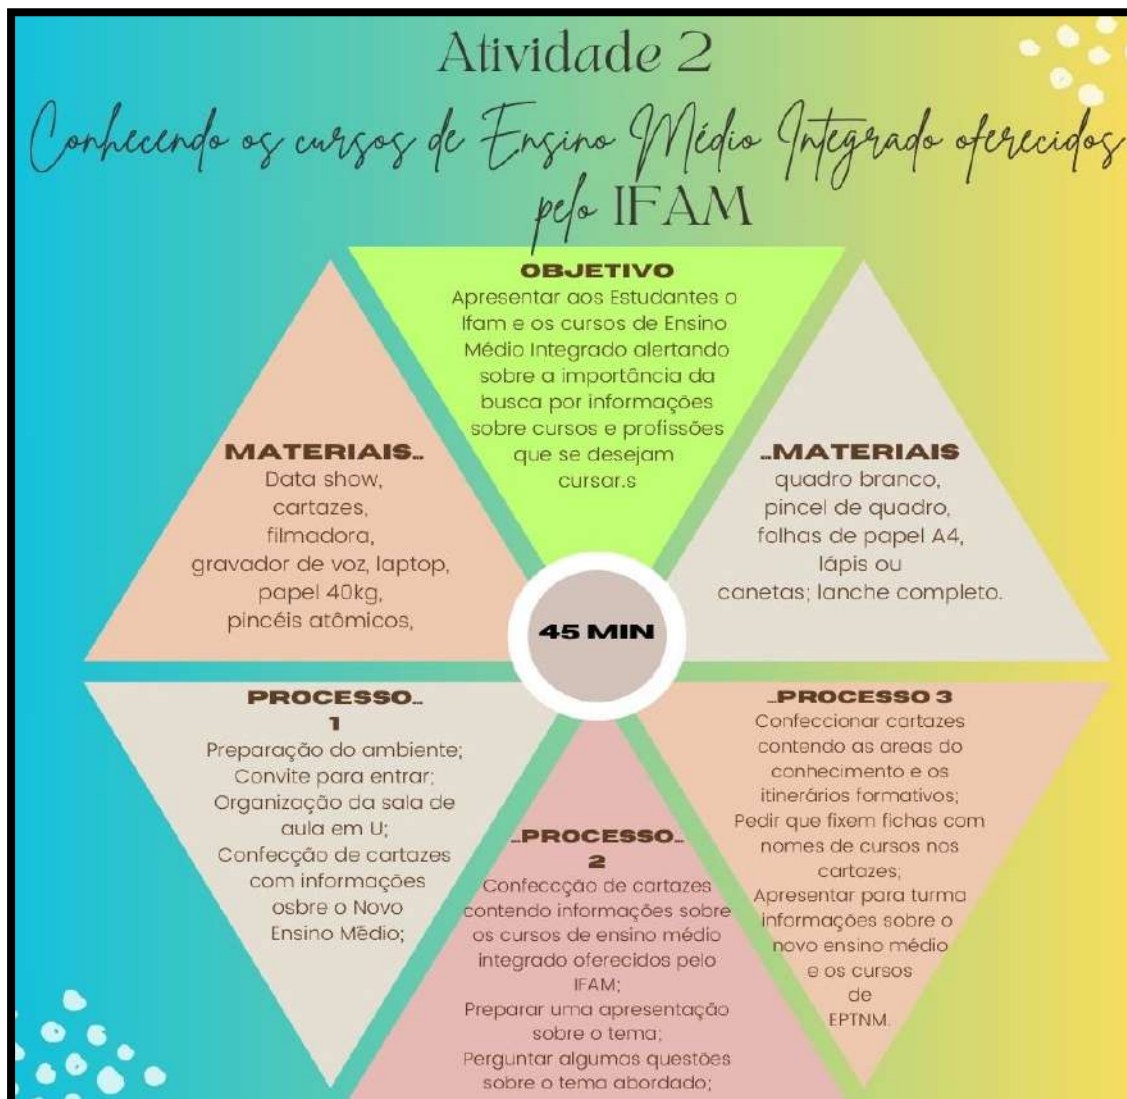 Atividade 2
Conhecendo os cursos de Ensino Médio Integrado oferecidos
pelo IFAM
OBJETIVO
Apresentar aos Estudantes o
Ifam e os cursos de Ensino
Médio Integrado alertando
sobre a importância da
busca por informações
sobre cursos e profissões
que se desejam
cursar.s
MATERIAIS...
Data show,
cartazes,
filmadora,
gravador de voz, laptop,
papel 40kg,
pincéis atômicos,
...MATERIAIS
quadro branco,
pincel de quadro,
folhas de papel A4,
lápis ou
canetas; lanche completo.
45 MIN
PROCESSO...
1
Preparação do ambiente;
Convite para entrar;
Organização da sala de
aula em U;
Confecção de cartazes
com informações
osbre o Novo
Ensino Médio;
...PROCESSO...
2
Confeccção de cartazes
contendo informações sobre
os cursos de ensino médio
integrado oferecidos pelo
IFAM;
Preparar uma apresentação
sobre o tema;
Perguntar algumas questões
sobre o tema abordado;
...PROCESSO 3
Confeccionar cartazes
contendo as areas do
conhecimento e os
itinerários formativos;
Pedir que fixem fichas com
nomes de cursos nos
cartazes;
Apresentar para turma
informações sobre o
novo ensino médio
e os cursos
de
EPTNM.